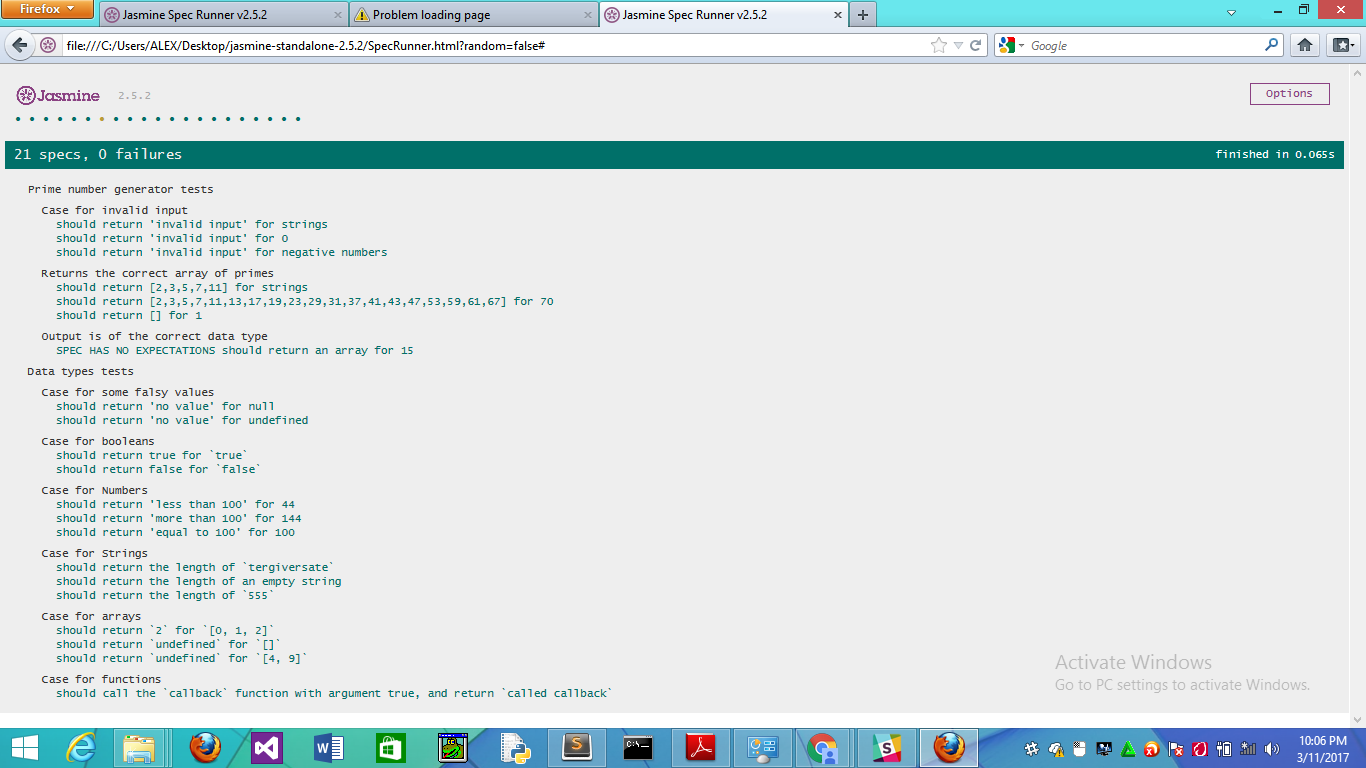 Firefox
Jasmine Spec Runner v2.5.2
Problem loading page
Jasmine Spec Runner v2.5.2
file:///C:/Users/ALEX/Desktop/jasmine-standalone-2.5.2/SpecRunner.html?random=false#
Google
Jasmine 2.5.2
Options
21 specs, 0 failures
finished in 0.065s
Prime number generator tests
Case for invalid input
should return 'invalid input' for strings
should return 'invalid input' for 0
should return 'invalid input' for negative numbers
Returns the correct array of primes
should return [2,3,5,7,11] for strings
should return [2,3,5,7,11,13,17,19,23,29,31,37,41,43,47,53,59,61,67] for 70
should return [] for 1
Output is of the correct data type
SPEC HAS NO EXPECTATIONS should return an array for 15
Data types tests
Case for some falsy values
should return 'no value' for null
should return 'no value' for undefined
Case for booleans
should return true for `true`
should return false for `false`
Case for Numbers
should return 'less than 100' for 44
should return 'more than 100' for 144
should return 'equal to 100' for 100
Case for Strings
should return the length of `tergiversate`
should return the length of an empty string
should return the length of `555`
Case for arrays
should return `2` for `[0, 1, 2]`
should return `undefined` for `[]`
should return `undefined` for `[4, 9]`
Case for functions
should call the `callback` function with argument true, and return `called callback`
Activate Windows
Go to PC settings to activate Windows.
10:06 PM
3/11/2017